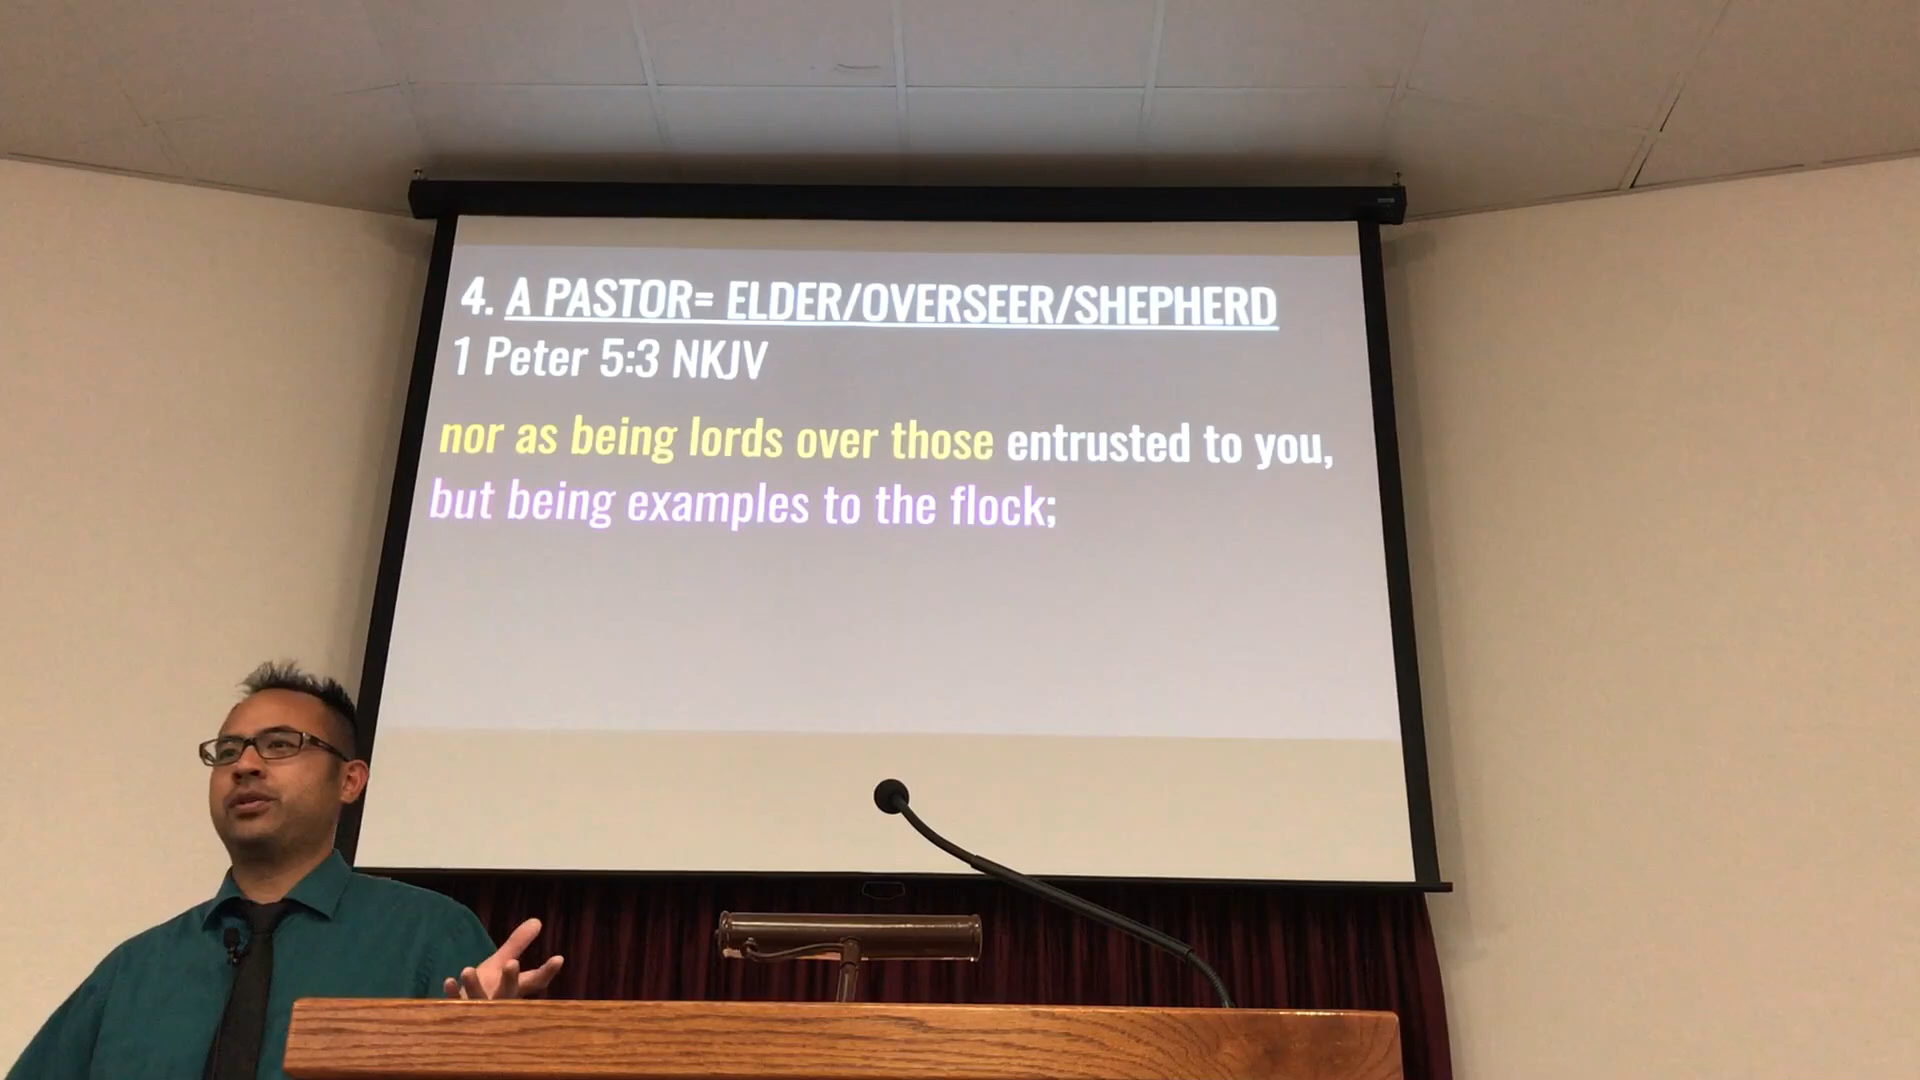 4. A PASTOR= ELDER/OVERSEER/SHEPHERD
1 Peter 5:3 NKJV
nor as being lords over those entrusted to you,
but being examples to the flock;